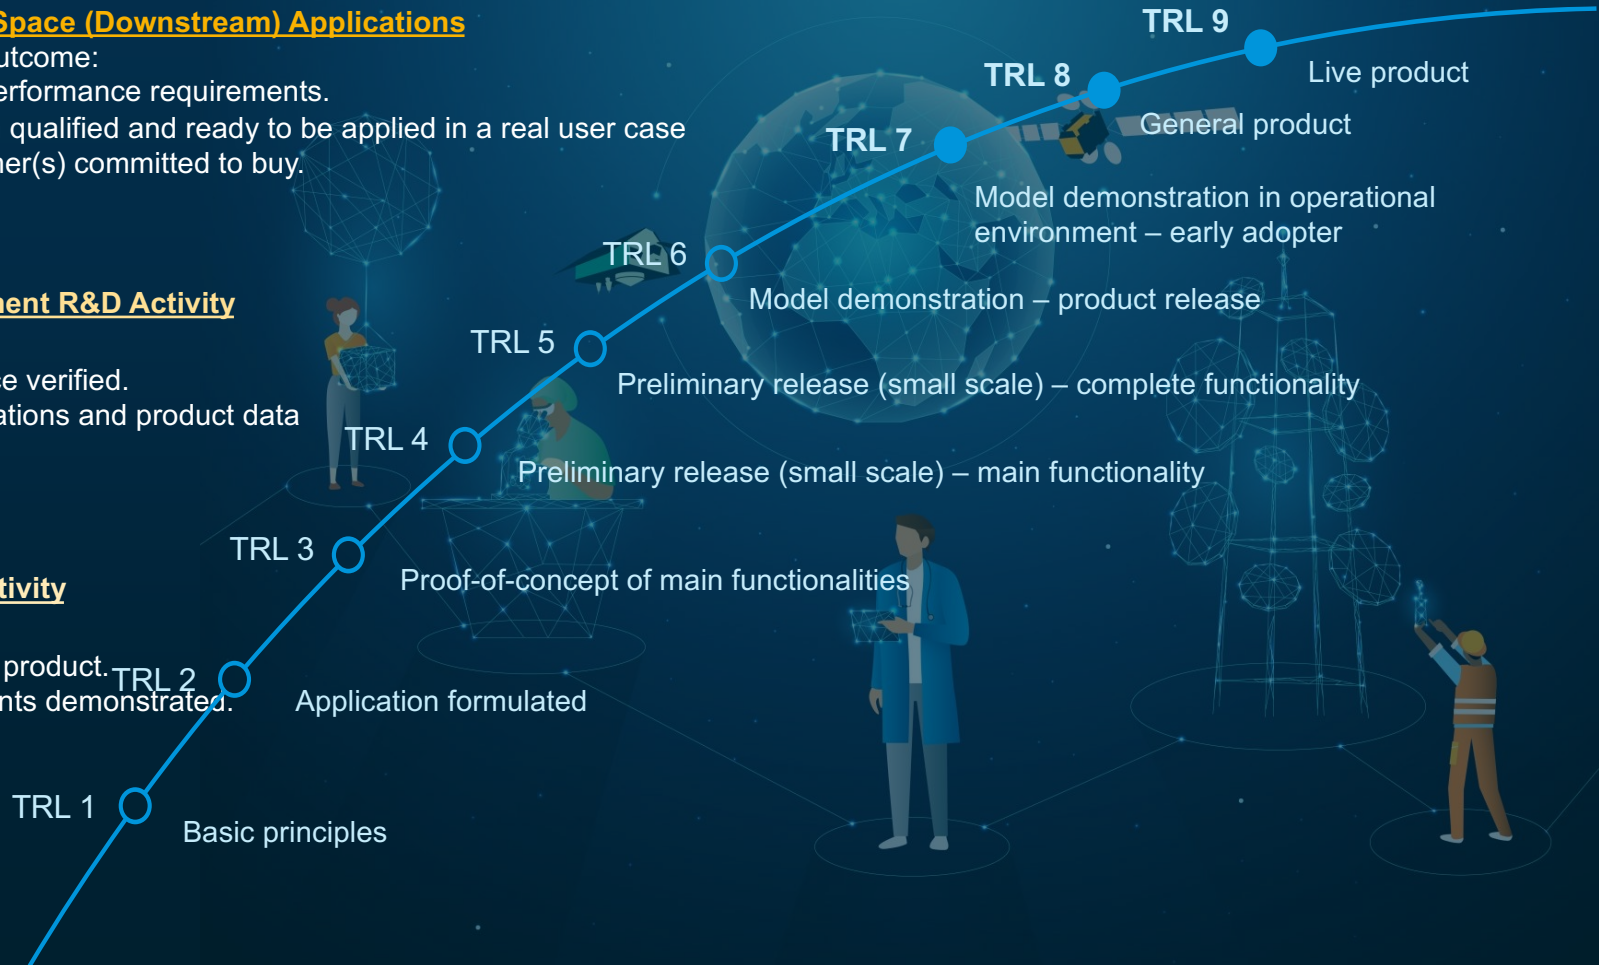 Space (Downstream) Applications
utcome:
erformance requirements.
qualified and ready to be applied in a real user case
ner(s) committed to buy.
ment R&D Activity
ce verified.
ations and product data
tivity
product.
nts demonstrated.
TRL 9
Live product
TRL 8
General product
TRL 7
Model demonstration in operational
environment – early adopter
TRL 6
Model demonstration – product release
TRL 5
Preliminary release (small scale) – complete functionality
TRL 4
Preliminary release (small scale) – main functionality
TRL 3
Proof-of-concept of main functionalities
TRL 2
Application formulated
TRL 1
Basic principles